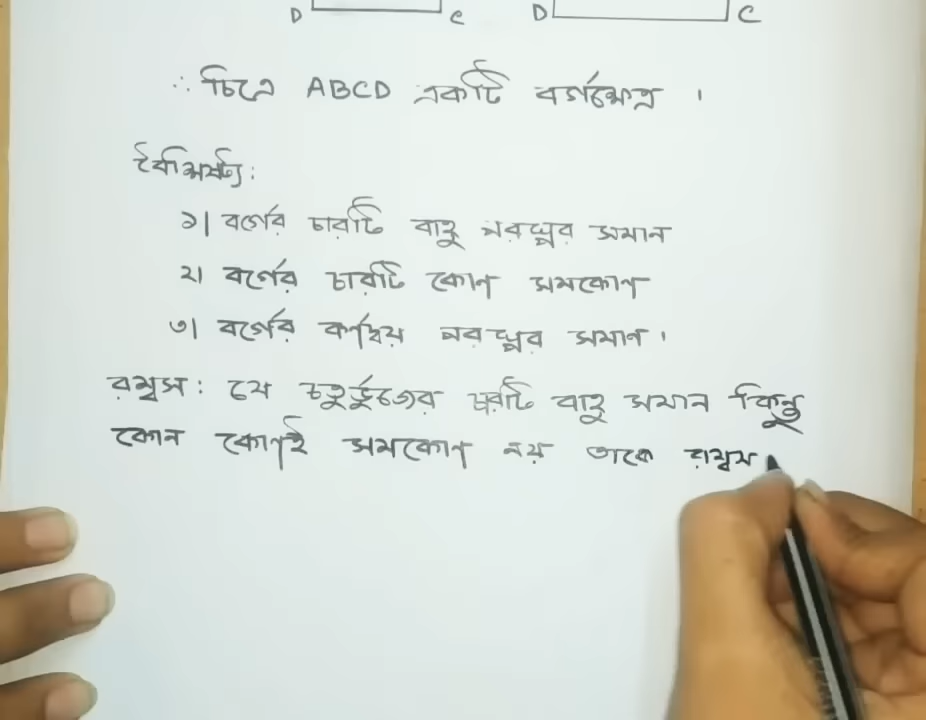 D C D C
∴ চিত্রে ABCD একটি বর্গক্ষেত্র ।
বৈশিষ্ট্য:
১। বর্গের চারটি বাহু পরস্পর সমান
২। বর্গের চারটি কোণ সমকোণ
৩। বর্গের কর্ণদ্বয় পরস্পর সমান ।
রম্বস: যে চতুর্ভুজের চারটি বাহু সমান কিন্তু
কোন কোণই সমকোণ নয় তাকে রম্বস